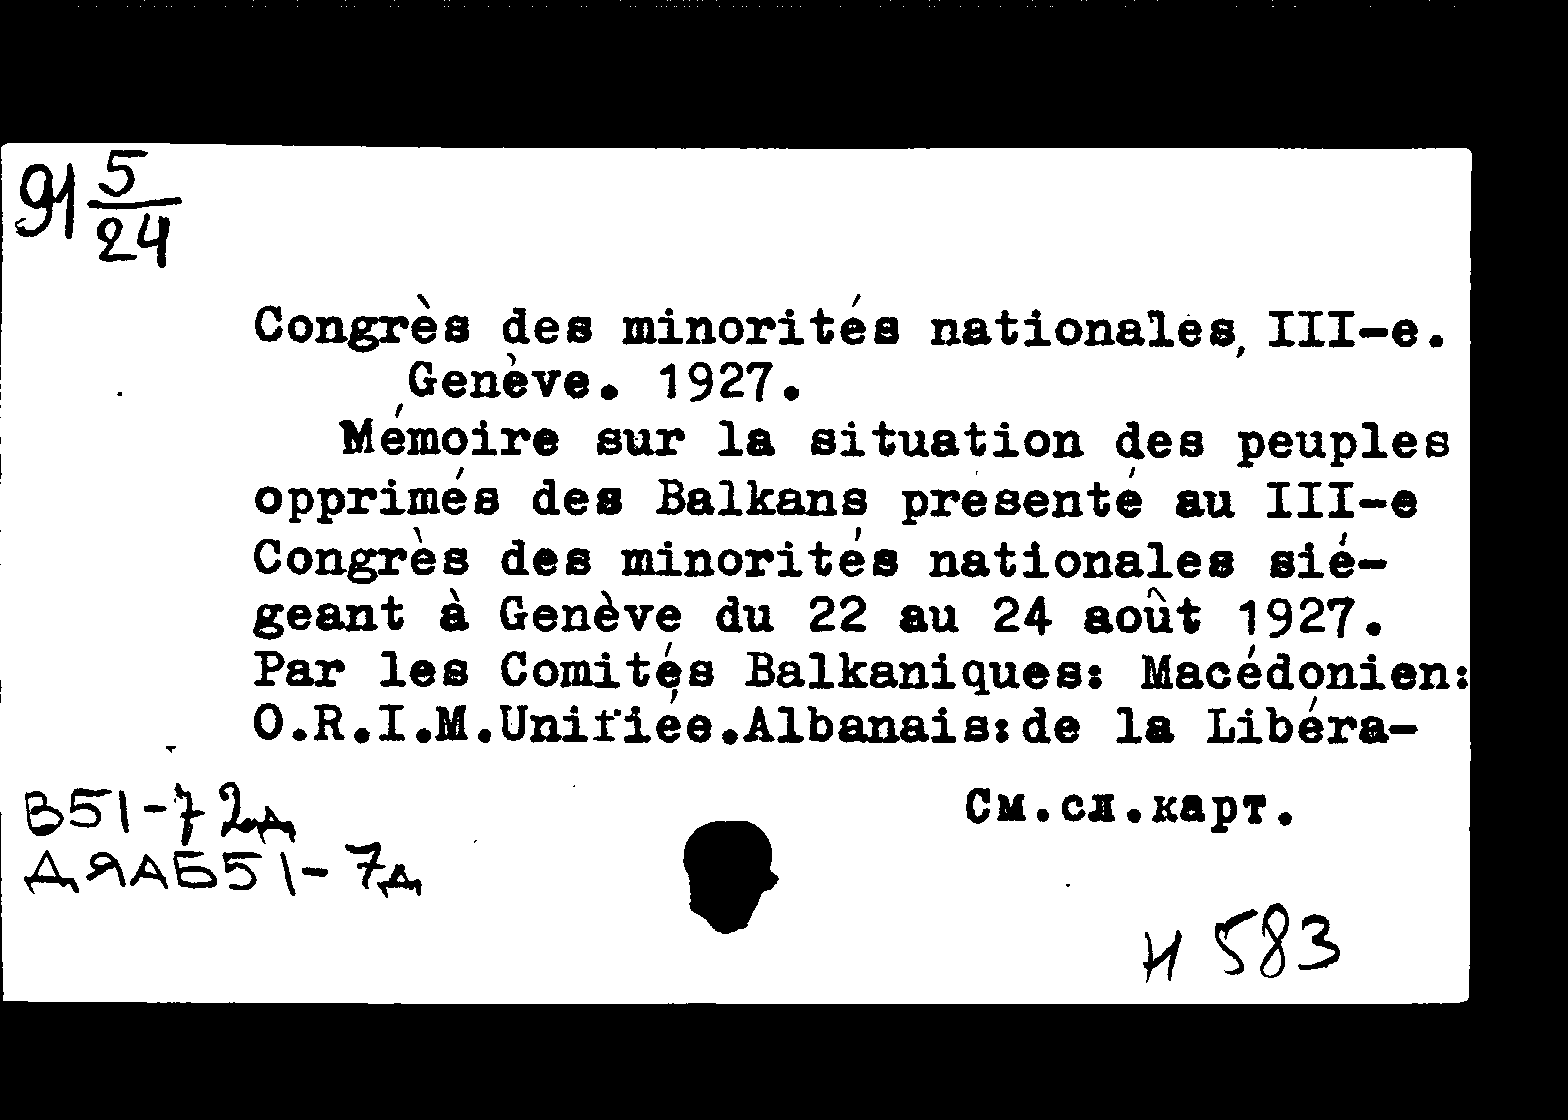 91 5/24
Congrès des minorités nationales, III-e.
Genève. 1927.
Mémoire sur la situation des peuples
opprimés des Balkans présenté au III-e
Congrès des minorités nationales sié-
geant à Genève du 22 au 24 août 1927.
Par les Comités Balkaniques: Macédonien:
O.R.I.M.Unifiée.Albanais:de la Libéra-
См.сл.карт.
В51-72д
ДЯАБ51-7д
И 583